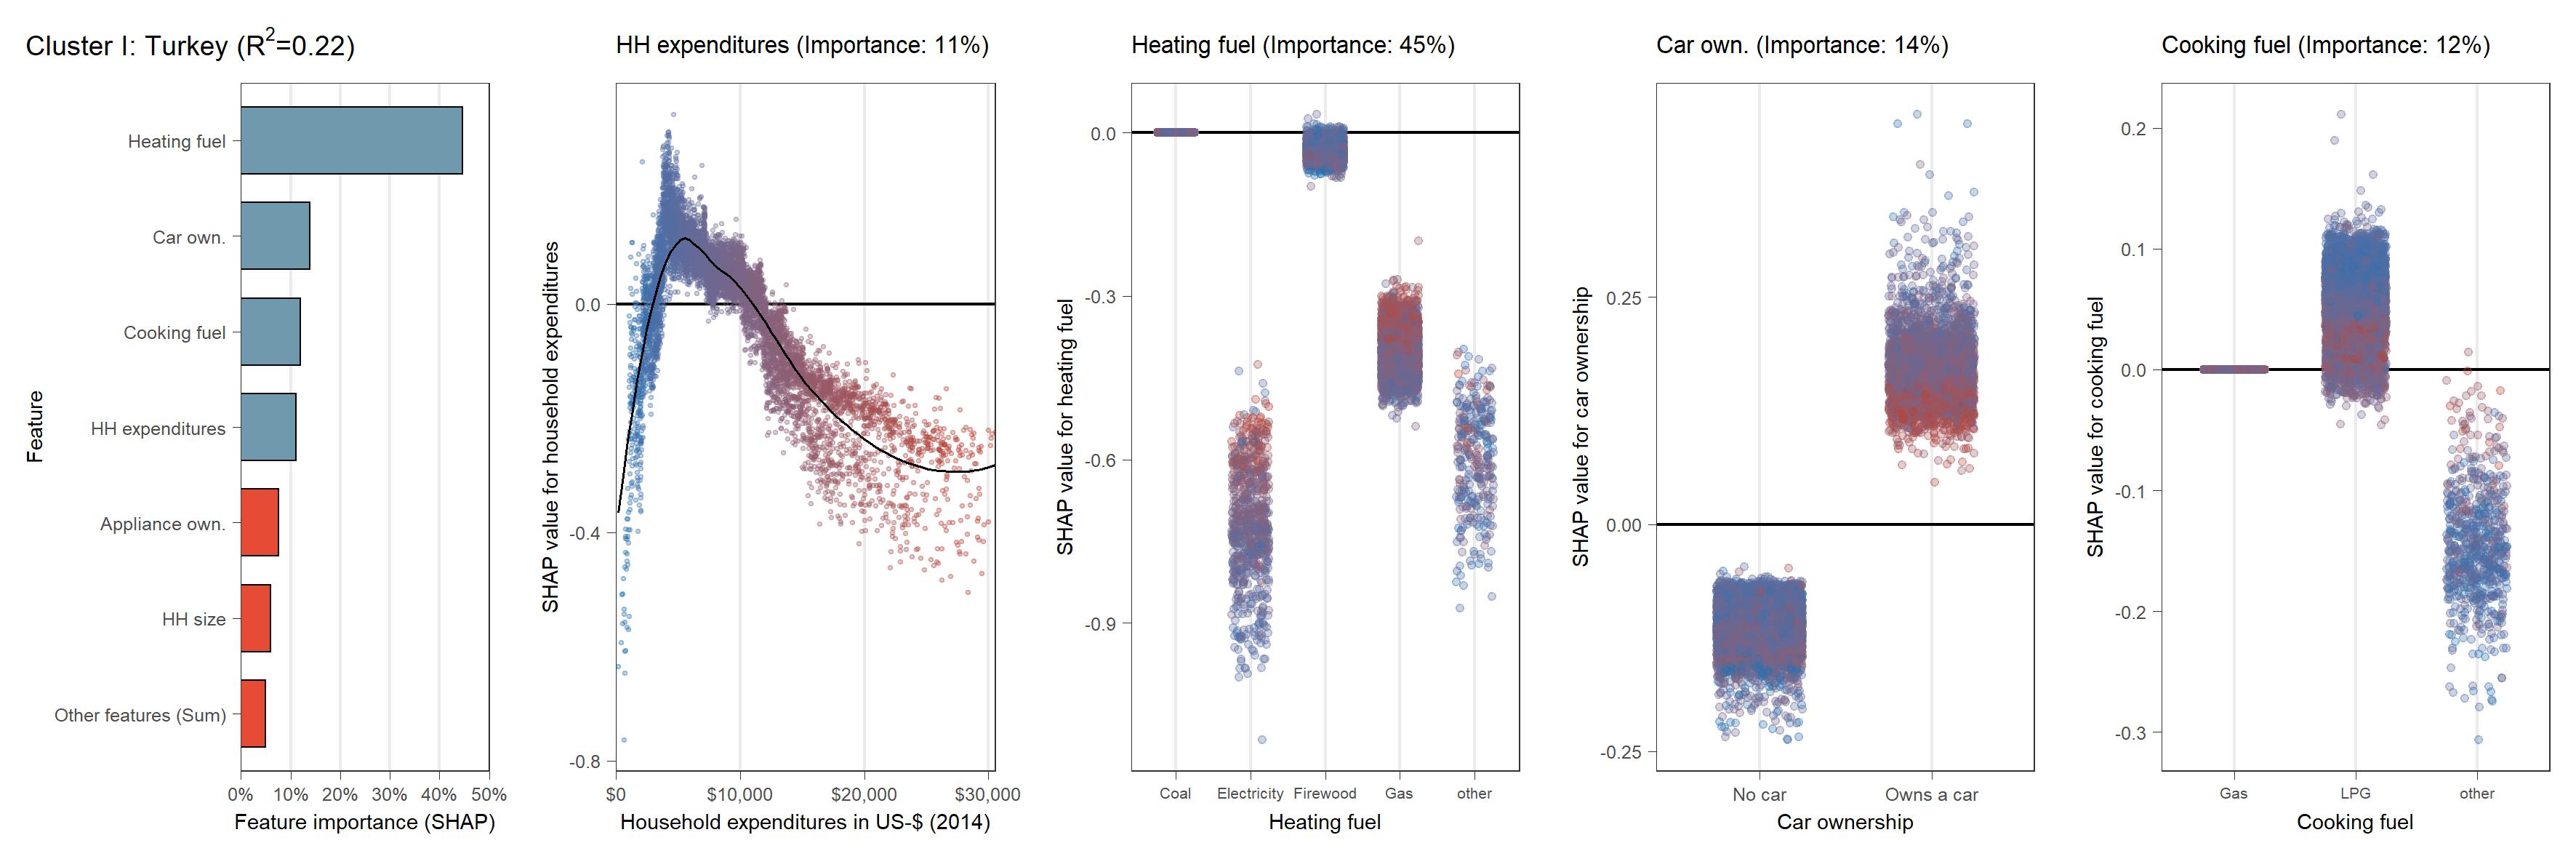 Cluster I: Turkey (R²=0.22)
Feature
Heating fuel
Car own.
Cooking fuel
HH expenditures
Appliance own.
HH size
Other features (Sum)
0% 10% 20% 30% 40% 50%
Feature importance (SHAP)
HH expenditures (Importance: 11%)
SHAP value for household expenditures
0.0
-0.4
-0.8
$0 $10,000 $20,000 $30,000
Household expenditures in US-$ (2014)
Heating fuel (Importance: 45%)
SHAP value for heating fuel
0.0
-0.3
-0.6
-0.9
Coal Electricity Firewood Gas other
Heating fuel
Car own. (Importance: 14%)
SHAP value for car ownership
0.25
0.00
-0.25
No car Owns a car
Car ownership
Cooking fuel (Importance: 12%)
SHAP value for cooking fuel
0.2
0.1
0.0
-0.1
-0.2
-0.3
Gas LPG other
Cooking fuel